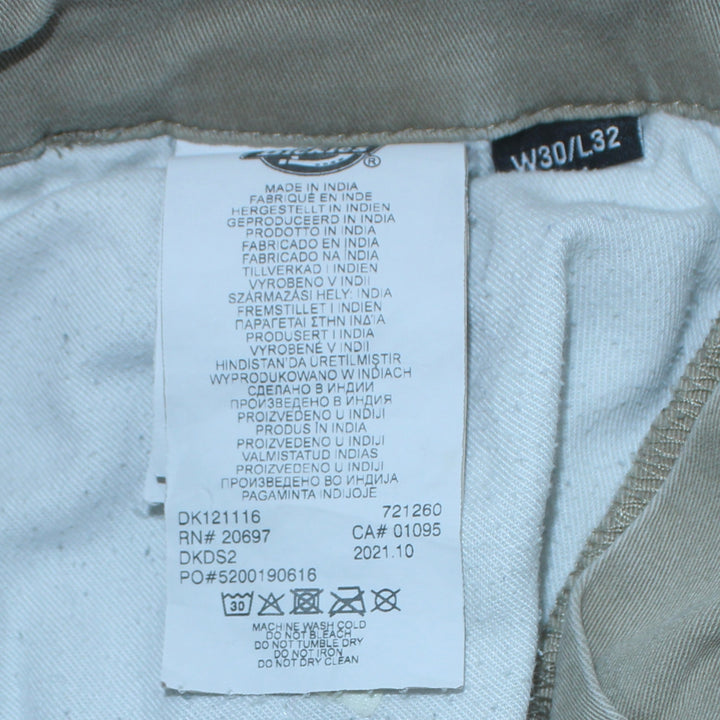 DICKIES®
W30/L32
MADE IN INDIA
FABRIQUÉ EN INDE
HERGESTELLT IN INDIEN
GEPRODUCEERD IN INDIA
PRODOTTO IN INDIA
FABRICADO EN INDIA
FABRICADO NA INDIA
TILLVERKAD I INDIEN
VYROBENO V INDII
SZÁRMAZÁSI HELY: INDIA
FREMSTILLET I INDIEN
ΠΑΡΑΓΕΤΑΙ ΣΤΗΝ ΙΝΔΙΑ
PRODUSERT I INDIA
VYROBENÉ V INDII
HINDISTAN'DA ÜRETILMIŞTIR
WYPRODUKOWANO W INDIACH
СДЕЛАНО В ИНДИИ
ПРОИЗВЕДЕНО В ИНДИЯ
PROIZVEDENO U INDIJI
PRODUS ÎN INDIA
PROIZVEDENO U INDIJI
VALMISTATUD INDIAS
PROIZVEDENO U INDIJI
ПРОИЗВЕДЕНО ВО ИНДИЈА
PAGAMINTA INDIJOJE
DK121116 721260
RN# 20697 CA# 01095
DKDS2 2021.10
PO#5200190616
30
MACHINE WASH COLD
DO NOT BLEACH
DO NOT TUMBLE DRY
DO NOT IRON
DO NOT DRY CLEAN